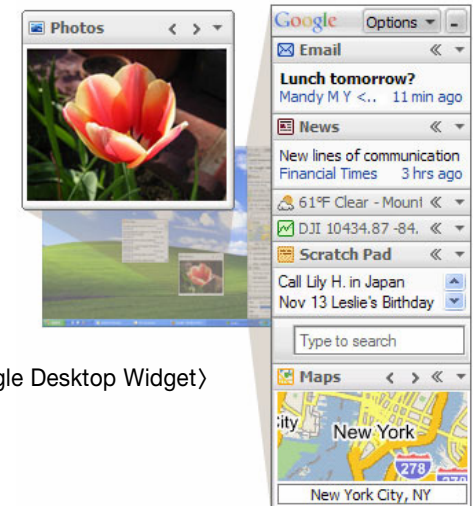 Photos
Google Options
Email
Lunch tomorrow?
Mandy M Y <.. 11 min ago
News
New lines of communication
Financial Times 3 hrs ago
61°F Clear - Mount
DJI 10434.87 -84.
Scratch Pad
Call Lily H. in Japan
Nov 13 Leslie's Birthday
Type to search
gle Desktop Widget〉
Maps
ity
New York
278
278
New York City, NY